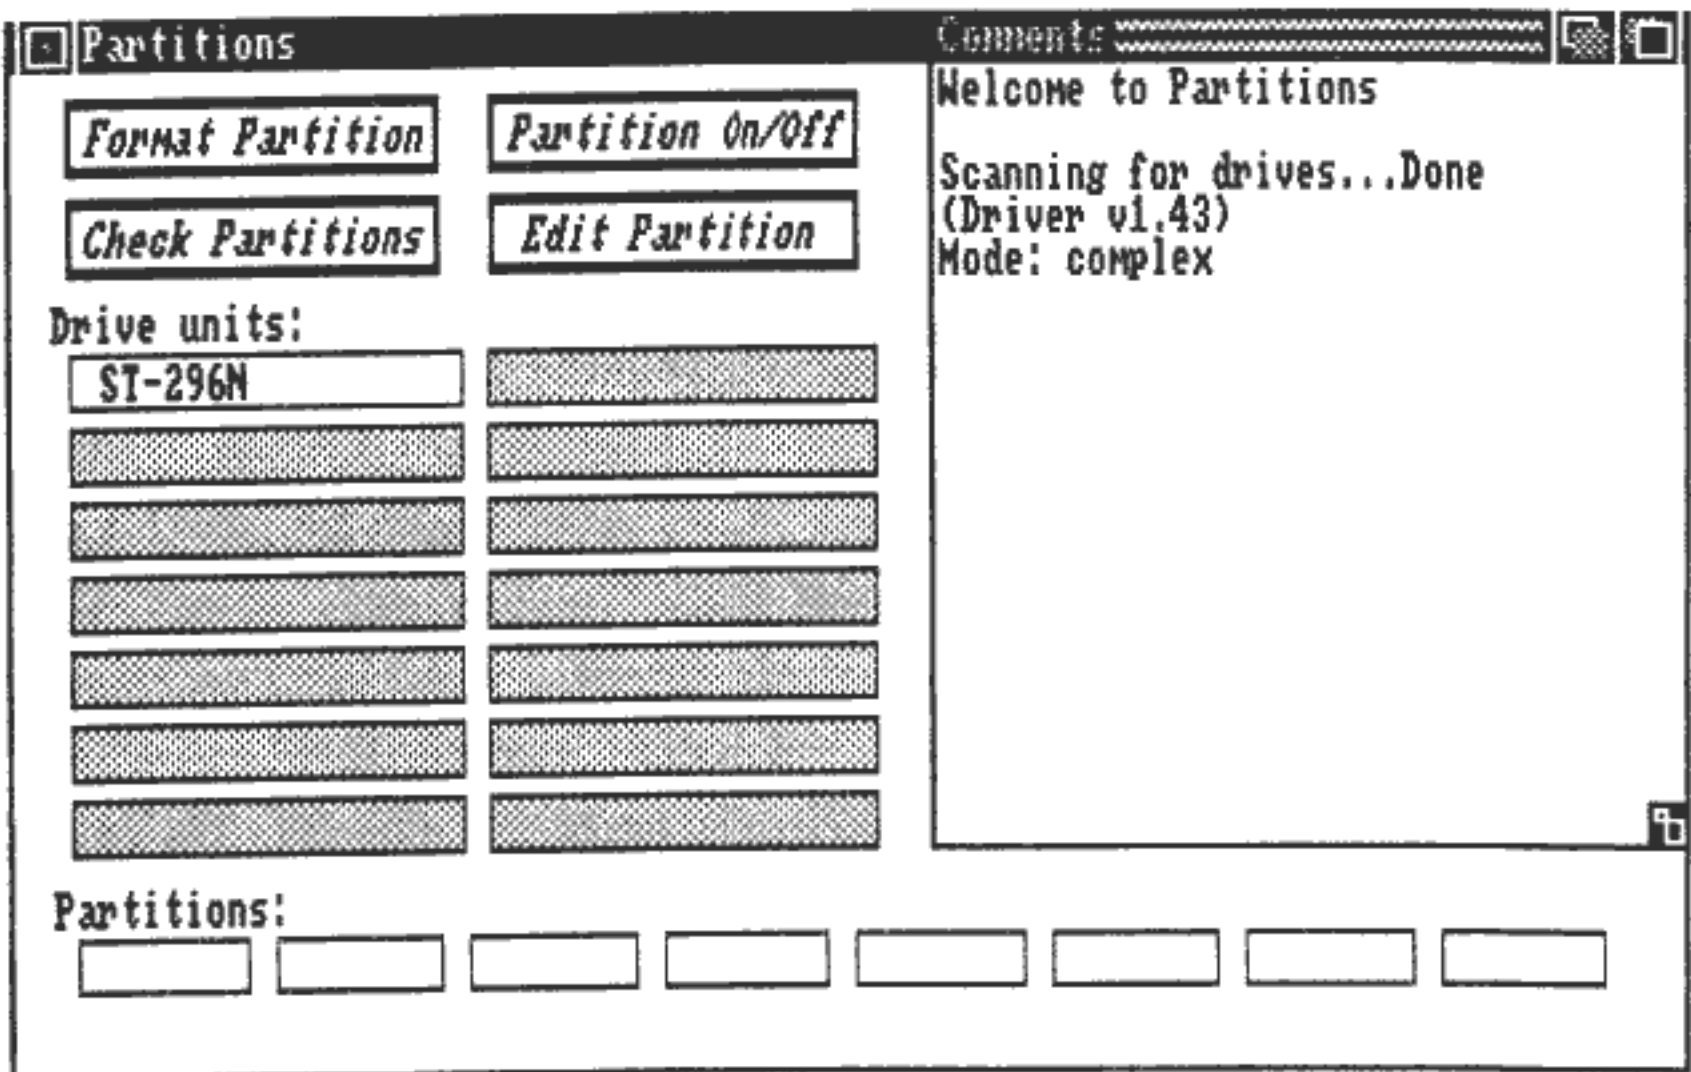 Partitions
Format Partition
Partition On/Off
Check Partitions
Edit Partition
Drive units:
ST-296N
Partitions:
Comments
Welcome to Partitions
Scanning for drives...Done
(Driver v1.43)
Mode: complex